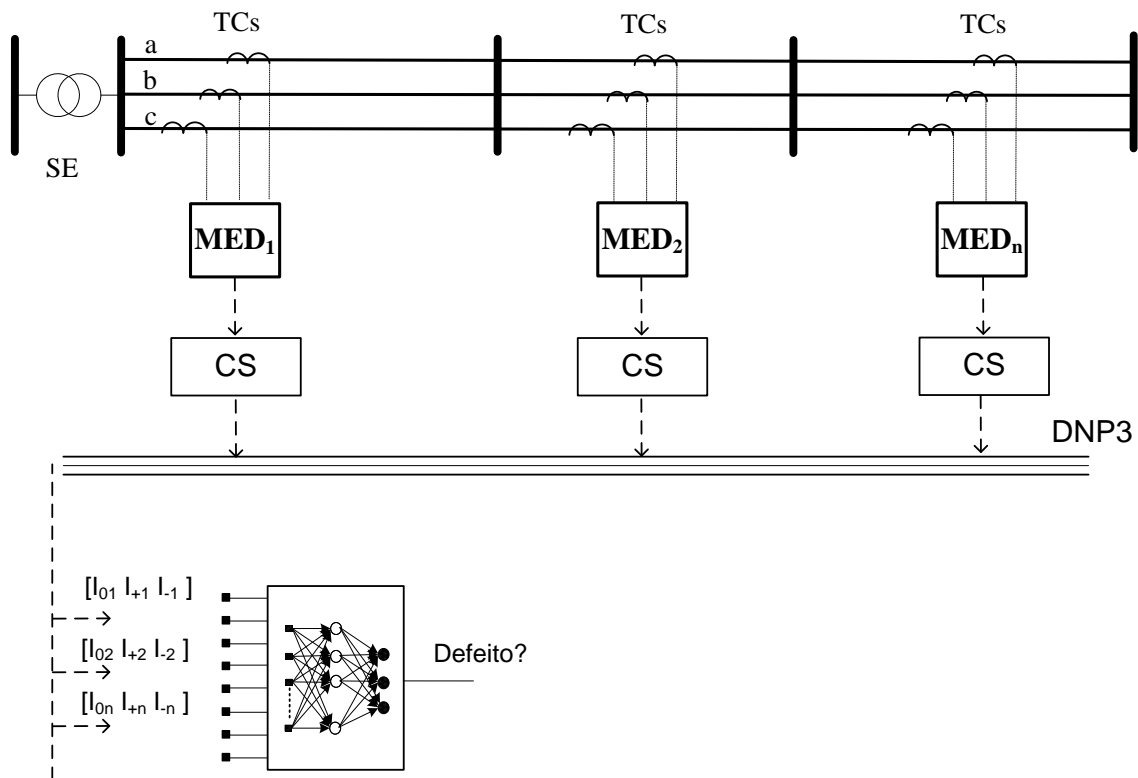 TCs TCs TCs
a
b
c
SE
MED₁ MED₂ MEDₙ
CS CS CS
DNP3
[I₀₁ I₊₁ I₋₁ ]
[I₀₂ I₊₂ I₋₂ ]
Defeito?
[I₀ₙ I₊ₙ I₋ₙ ]